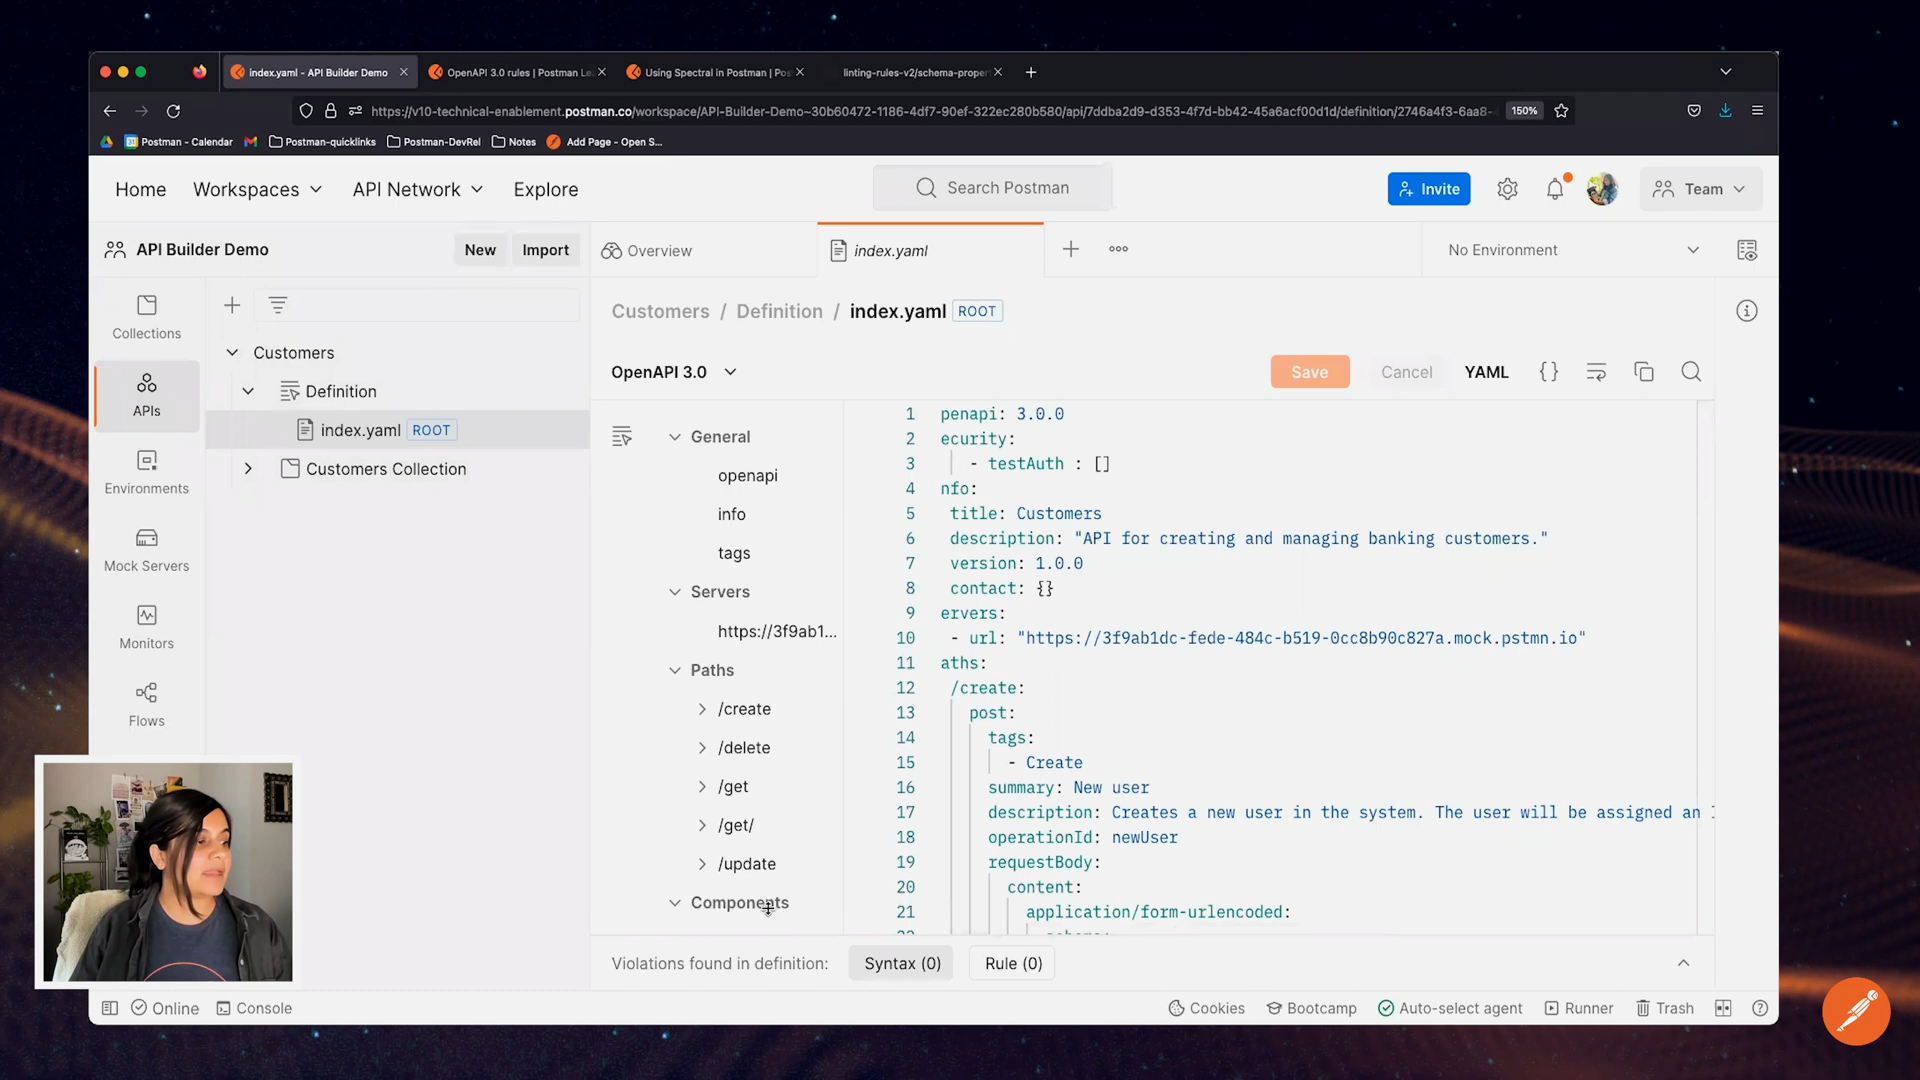 index.yaml - API Builder Demo
OpenAPI 3.0 rules | Postman Le
Using Spectral in Postman | Pos
linting-rules-v2/schema-proper
https://v10-technical-enablement.postman.co/workspace/API-Builder-Demo~30b60472-1186-4df7-90ef-322ec280b580/api/7ddba2d9-d353-4f7d-bb42-45a6acf00d1d/definition/2746a4f3-6aa8-
150%
Postman - Calendar
Postman-quicklinks
Postman-DevRel
Notes
Add Page - Open S...
Home
Workspaces
API Network
Explore
Search Postman
Invite
Team
API Builder Demo
New
Import
Overview
index.yaml
No Environment
Collections
APIs
Environments
Mock Servers
Monitors
Flows
Customers
Definition
index.yaml ROOT
Customers Collection
Customers / Definition / index.yaml ROOT
OpenAPI 3.0
Save
Cancel
YAML
General
openapi
info
tags
Servers
https://3f9ab1...
Paths
/create
/delete
/get
/get/
/update
Components
1 penapi: 3.0.0
2 ecurity:
3 - testAuth : []
4 nfo:
5 title: Customers
6 description: "API for creating and managing banking customers."
7 version: 1.0.0
8 contact: {}
9 ervers:
10 - url: "https://3f9ab1dc-fede-484c-b519-0cc8b90c827a.mock.pstmn.io"
11 aths:
12 /create:
13 post:
14 tags:
15 - Create
16 summary: New user
17 description: Creates a new user in the system. The user will be assigned an
18 operationId: newUser
19 requestBody:
20 content:
21 application/form-urlencoded:
22 schema:
Violations found in definition:
Syntax (0)
Rule (0)
Online
Console
Cookies
Bootcamp
Auto-select agent
Runner
Trash